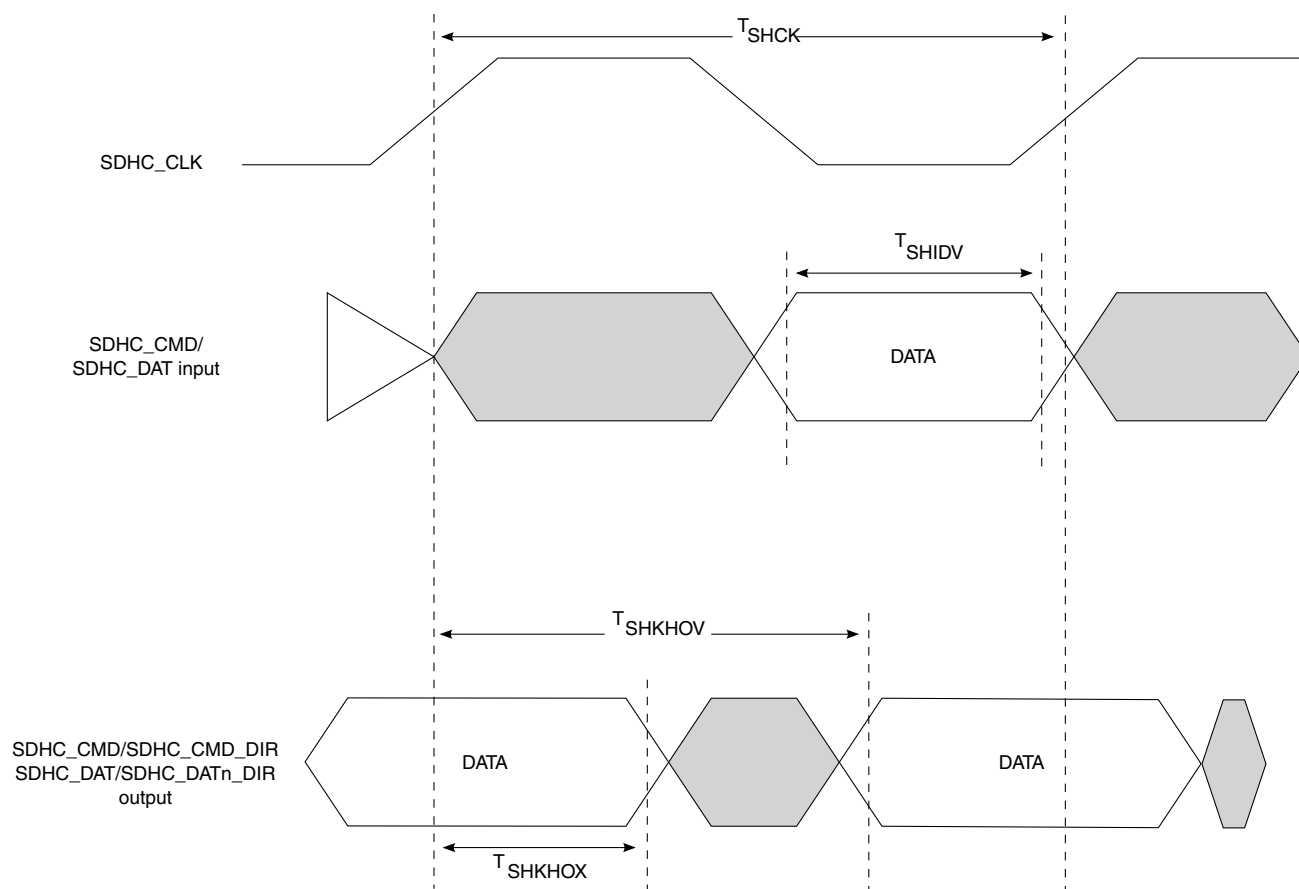 TSHCK
SDHC_CLK
TSHIDV
SDHC_CMD/
SDHC_DAT input
DATA
TSHKHOV
SDHC_CMD/SDHC_CMD_DIR
SDHC_DAT/SDHC_DATn_DIR
output
DATA
DATA
TSHKHOX